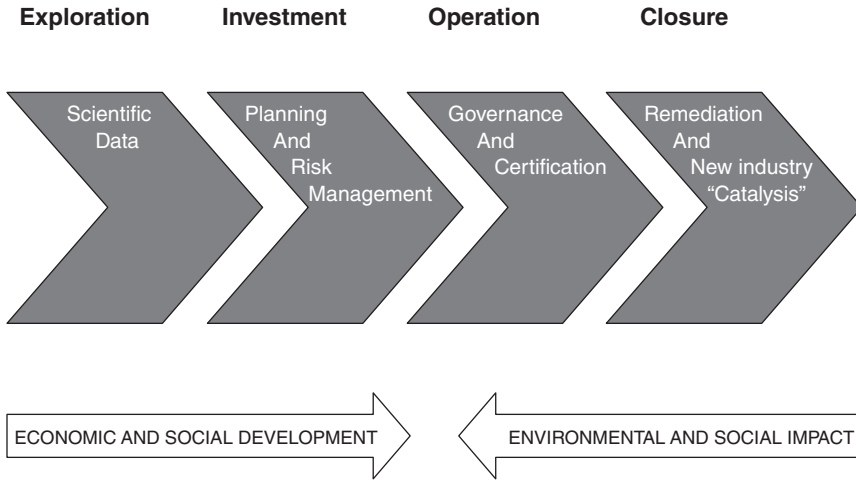 Exploration
Investment
Operation
Closure
Scientific
Data
Planning
And
Risk
Management
Governance
And
Certification
Remediation
And
New industry
“Catalysis”
ECONOMIC AND SOCIAL DEVELOPMENT
ENVIRONMENTAL AND SOCIAL IMPACT